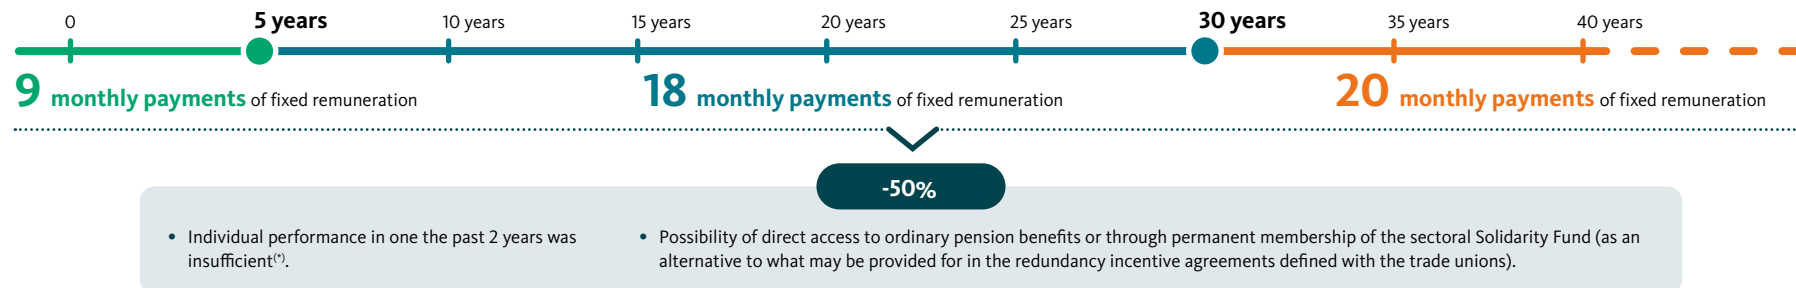 0 5 years 10 years 15 years 20 years 25 years 30 years 35 years 40 years
9 monthly payments of fixed remuneration 18 monthly payments of fixed remuneration 20 monthly payments of fixed remuneration
-50%
• Individual performance in one the past 2 years was
insufficient(*).
• Possibility of direct access to ordinary pension benefits or through permanent membership of the sectoral Solidarity Fund (as an
alternative to what may be provided for in the redundancy incentive agreements defined with the trade unions).